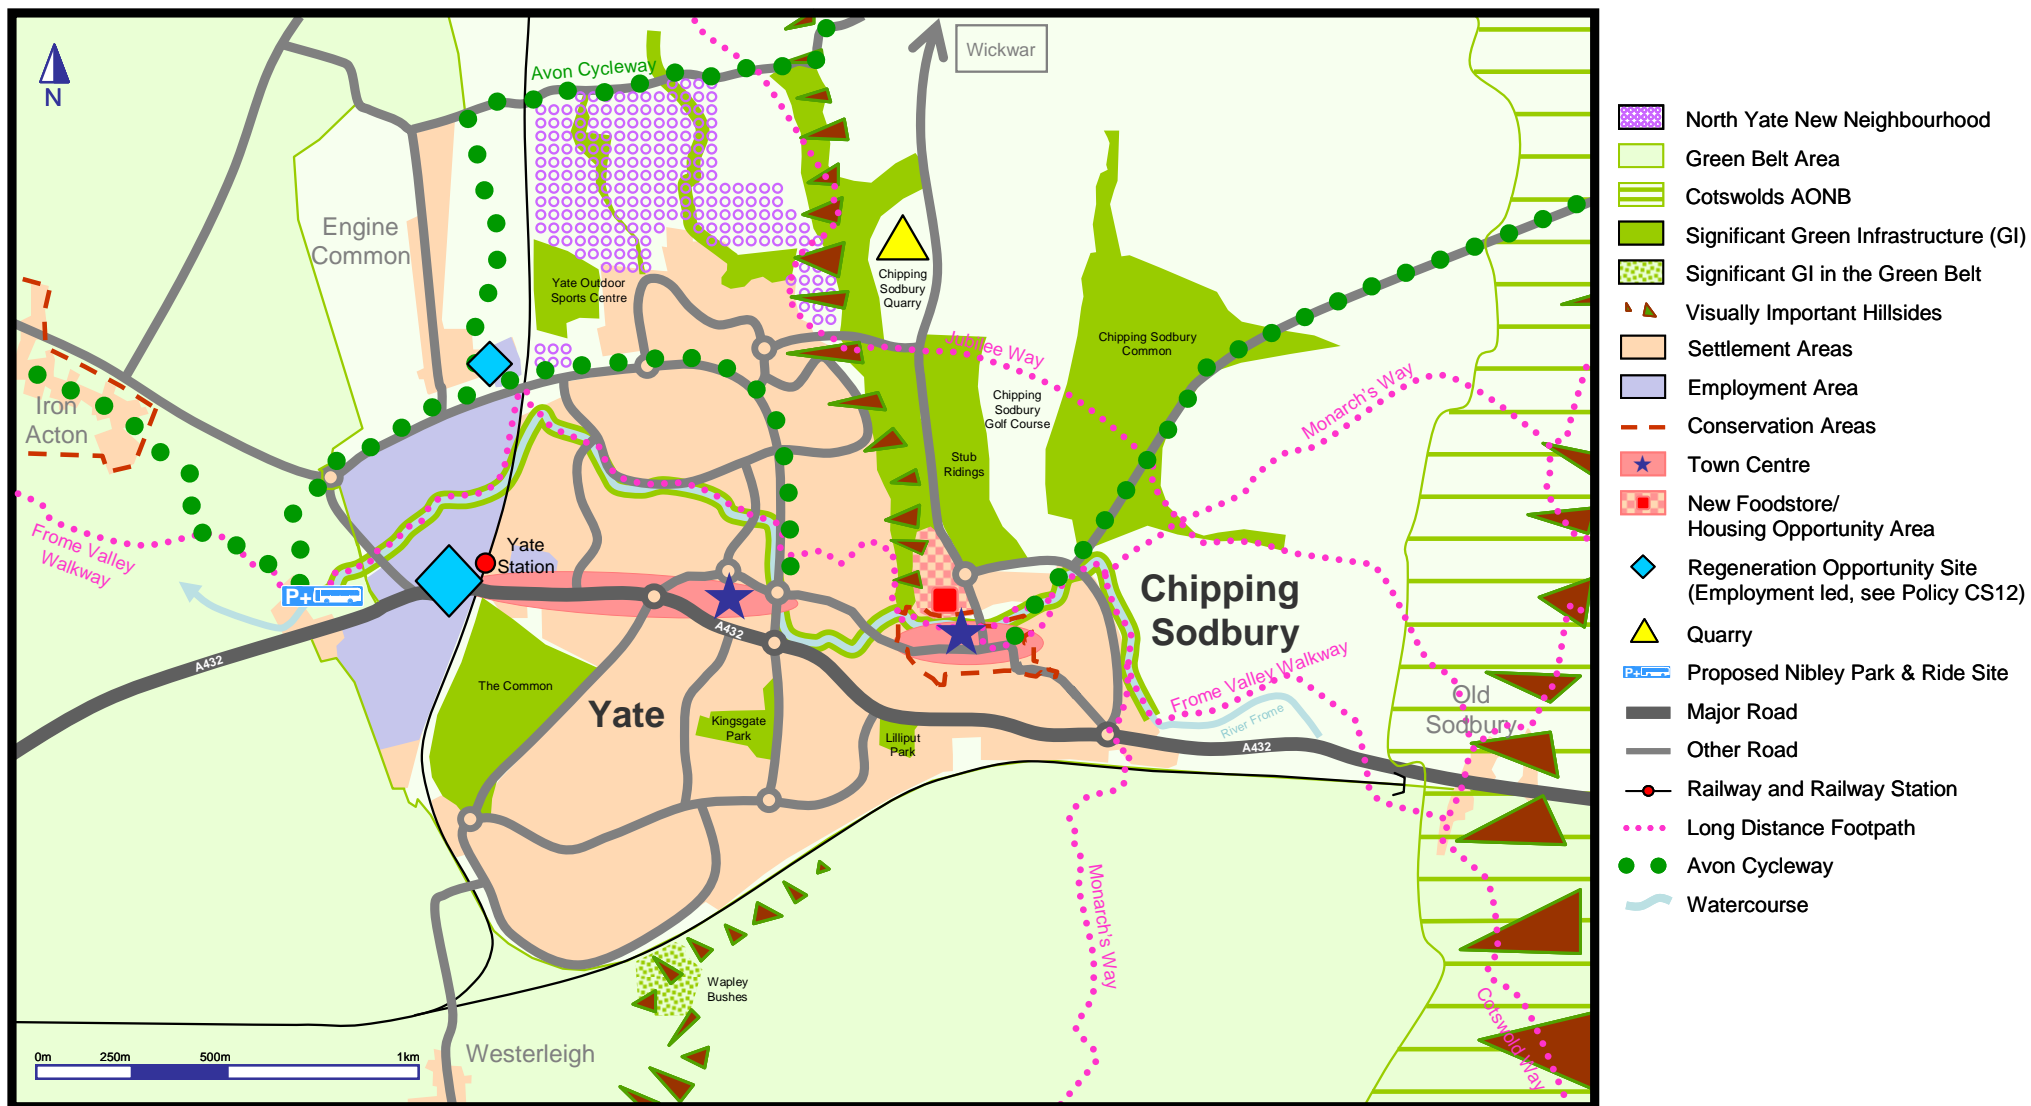 Wickwar
N
Avon Cycleway
Engine
Common
Yate Outdoor
Sports Centre
Chipping
Sodbury
Quarry
Jubilee Way
Chipping Sodbury
Common
Chipping
Sodbury
Golf Course
Monarch's Way
Iron
Acton
Stub
Ridings
Frome Valley
Walkway
Yate
Station
P+
A432
A432
Chipping
Sodbury
The Common
Yate
Kingsgate
Park
Lilliput
Park
Frome Valley Walkway
River Frome
A432
Old
Sodbury
Monarch's Way
Wapley
Bushes
Cotswold Way
Westerleigh
0m 250m 500m 1km
North Yate New Neighbourhood
Green Belt Area
Cotswolds AONB
Significant Green Infrastructure (GI)
Significant GI in the Green Belt
Visually Important Hillsides
Settlement Areas
Employment Area
Conservation Areas
Town Centre
New Foodstore/
Housing Opportunity Area
Regeneration Opportunity Site
(Employment led, see Policy CS12)
Quarry
P+ Proposed Nibley Park & Ride Site
Major Road
Other Road
Railway and Railway Station
Long Distance Footpath
Avon Cycleway
Watercourse